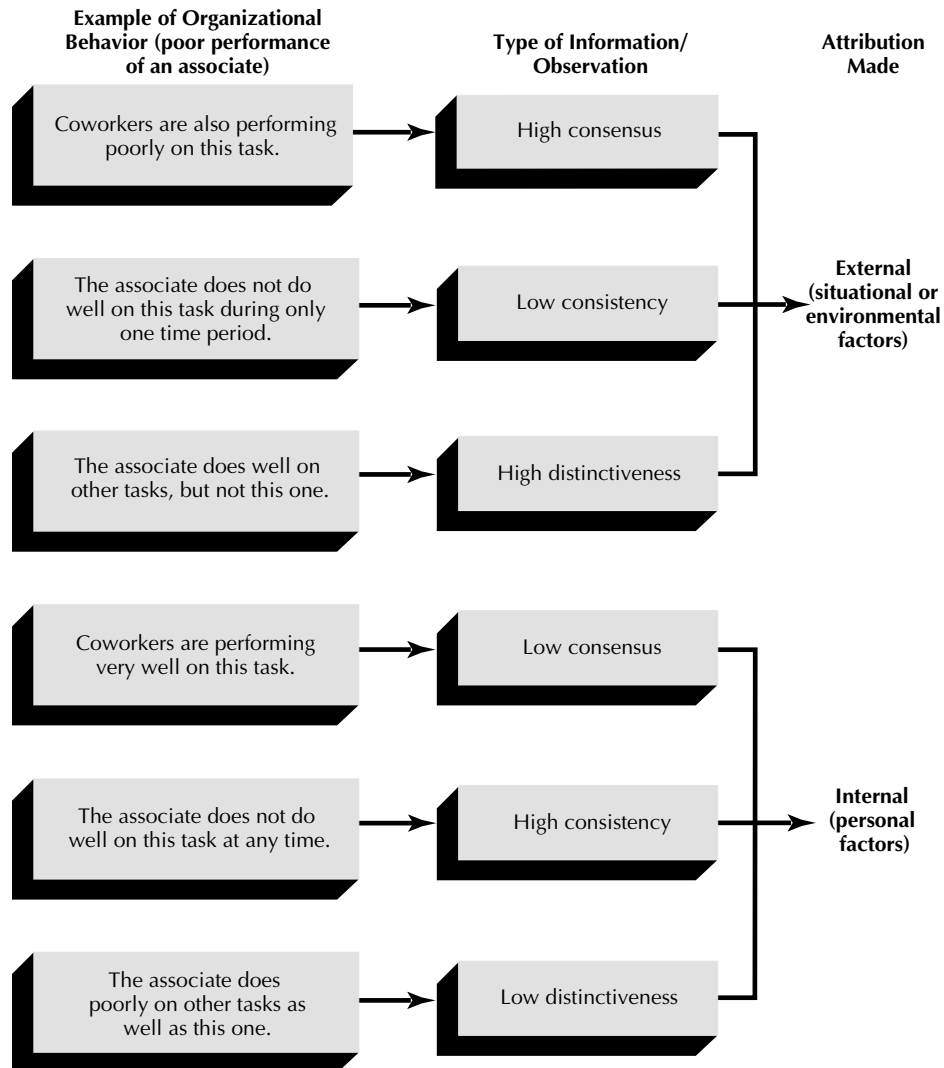 Example of Organizational
Behavior (poor performance
of an associate)
Type of Information/
Observation
Attribution
Made
Coworkers are also performing
poorly on this task.
High consensus
The associate does not do
well on this task during only
one time period.
Low consistency
External
(situational or
environmental
factors)
The associate does well on
other tasks, but not this one.
High distinctiveness
Coworkers are performing
very well on this task.
Low consensus
The associate does not do
well on this task at any time.
High consistency
Internal
(personal
factors)
The associate does
poorly on other tasks as
well as this one.
Low distinctiveness